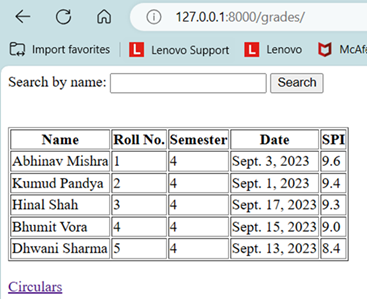 127.0.0.1:8000/grades/
Import favorites L Lenovo Support L Lenovo McAf
Search by name: Search
Name Roll No. Semester Date SPI
Abhinav Mishra 1 4 Sept. 3, 2023 9.6
Kumud Pandya 2 4 Sept. 1, 2023 9.4
Hinal Shah 3 4 Sept. 17, 2023 9.3
Bhumit Vora 4 4 Sept. 15, 2023 9.0
Dhwani Sharma 5 4 Sept. 13, 2023 8.4
Circulars